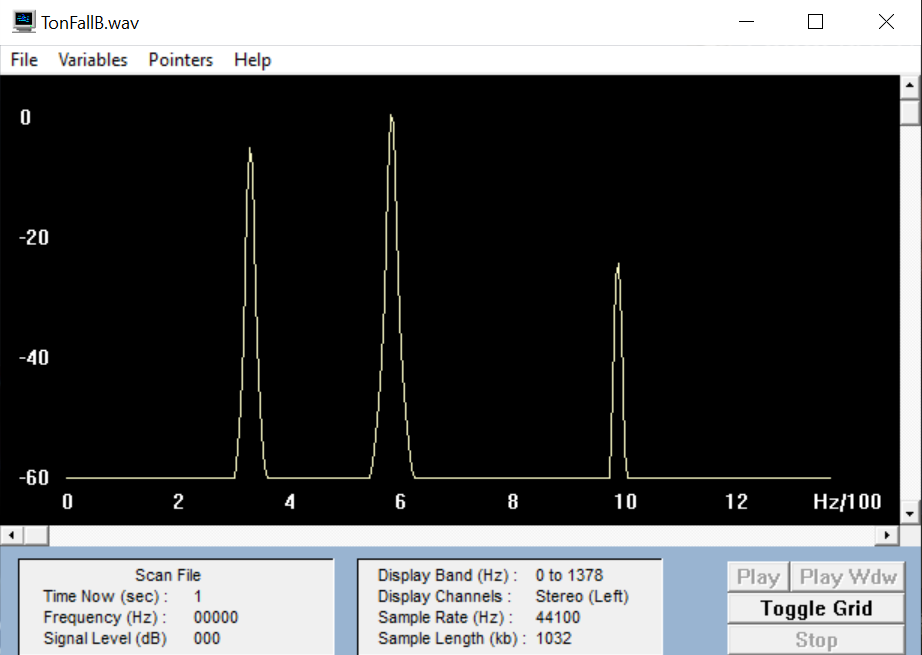 TonFallB.wav
File Variables Pointers Help
0
-20
-40
-60
0 2 4 6 8 10 12 Hz/100
Scan File
Time Now (sec) : 1
Frequency (Hz) : 00000
Signal Level (dB) 000
Display Band (Hz) : 0 to 1378
Display Channels : Stereo (Left)
Sample Rate (Hz) : 44100
Sample Length (kb) : 1032
Play Play Wdw
Toggle Grid
Stop